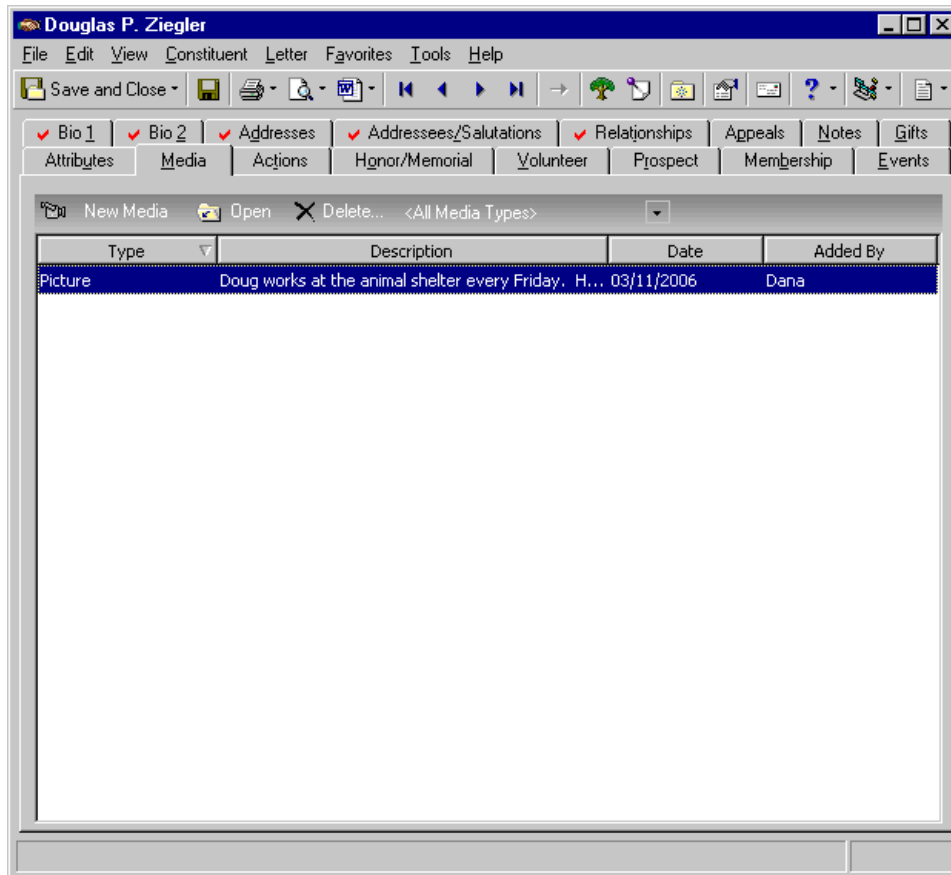 Douglas P. Ziegler
File Edit View Constituent Letter Favorites Tools Help
Save and Close
Bio 1 Bio 2 Addresses Addressees/Salutations Relationships Appeals Notes Gifts
Attributes Media Actions Honor/Memorial Volunteer Prospect Membership Events
New Media Open Delete... <All Media Types>
Type Description Date Added By
Picture Doug works at the animal shelter every Friday. H... 03/11/2006 Dana